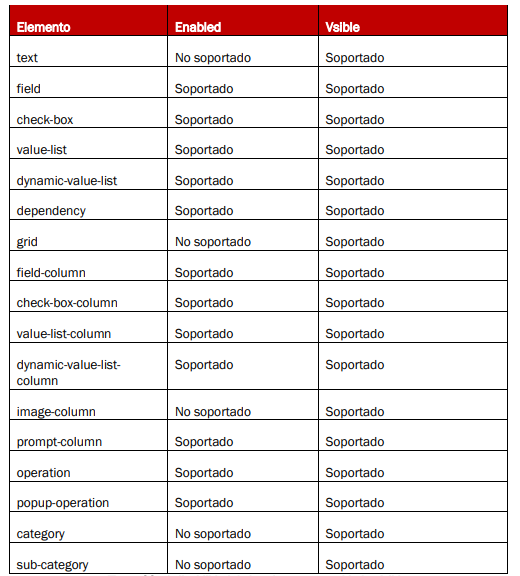 Elemento Enabled Vsible
text No soportado Soportado
field Soportado Soportado
check-box Soportado Soportado
value-list Soportado Soportado
dynamic-value-list Soportado Soportado
dependency Soportado Soportado
grid No soportado Soportado
field-column Soportado Soportado
check-box-column Soportado Soportado
value-list-column Soportado Soportado
dynamic-value-list- Soportado Soportado
column
image-column No soportado Soportado
prompt-column Soportado Soportado
operation Soportado Soportado
popup-operation Soportado Soportado
category No soportado Soportado
sub-category No soportado Soportado